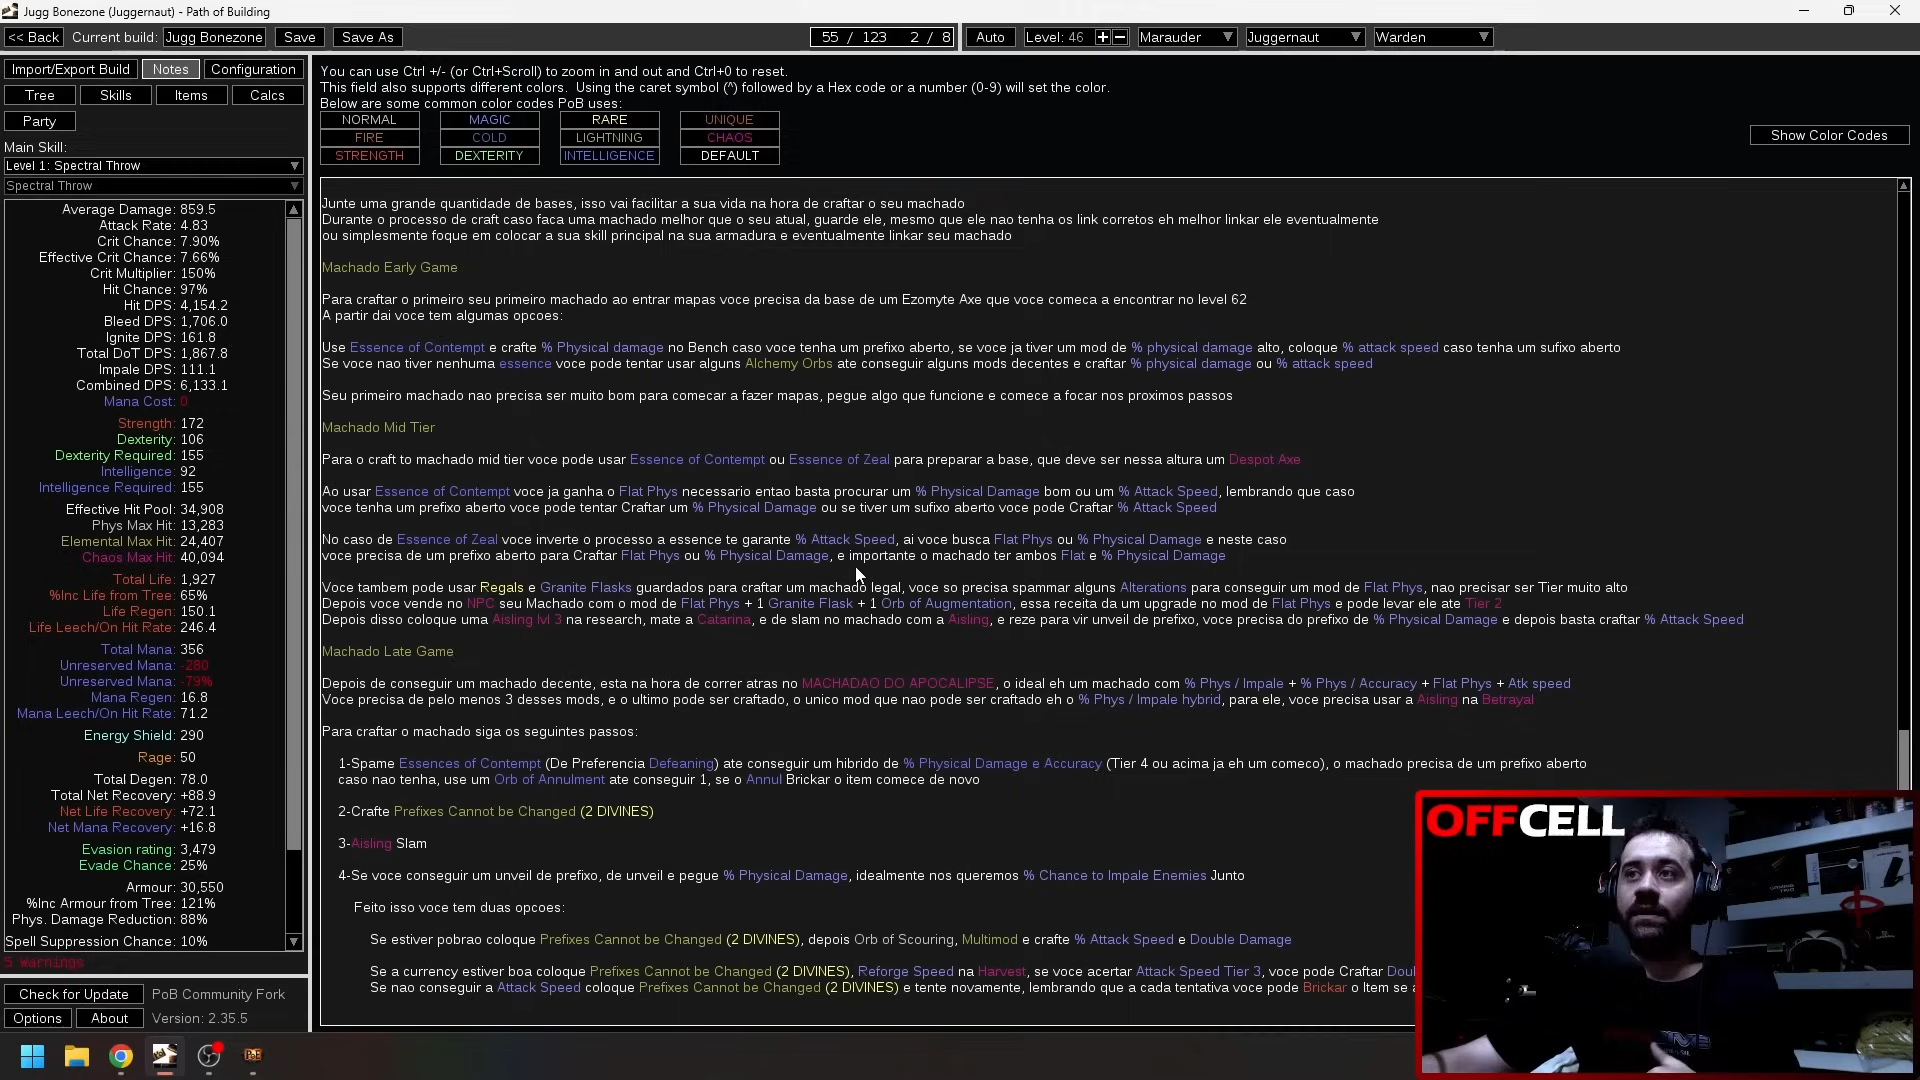 Jugg Bonezone (Juggernaut) - Path of Building
<< Back Current build: Jugg Bonezone Save Save As 55 / 123 2 / 8 Auto Level: 46 + - Marauder Juggernaut Warden
Import/Export Build Notes Configuration
Tree Skills Items Calcs
Party
Main Skill:
Level 1: Spectral Throw
Spectral Throw
Average Damage: 859.5
Attack Rate: 4.83
Crit Chance: 7.90%
Effective Crit Chance: 7.66%
Crit Multiplier: 150%
Hit Chance: 97%
Hit DPS: 4,154.2
Bleed DPS: 1,706.0
Ignite DPS: 161.8
Total DoT DPS: 1,867.8
Impale DPS: 111.1
Combined DPS: 6,133.1
Mana Cost: 0
Strength: 172
Dexterity: 106
Dexterity Required: 155
Intelligence: 92
Intelligence Required: 155
Effective Hit Pool: 34,908
Phys Max Hit: 13,283
Elemental Max Hit: 24,407
Chaos Max Hit: 40,094
Total Life: 1,927
%Inc Life from Tree: 65%
Life Regen: 150.1
Life Leech/On Hit Rate: 246.4
Total Mana: 356
Unreserved Mana: -280
Unreserved Mana: -79%
Mana Regen: 16.8
Mana Leech/On Hit Rate: 71.2
Energy Shield: 290
Rage: 50
Total Degen: 78.0
Total Net Recovery: +88.9
Net Life Recovery: +72.1
Net Mana Recovery: +16.8
Evasion rating: 3,479
Evade Chance: 25%
Armour: 30,550
%Inc Armour from Tree: 121%
Phys. Damage Reduction: 88%
Spell Suppression Chance: 10%
5 Warnings
Check for Update PoB Community Fork
Options About Version: 2.35.5
You can use Ctrl +/- (or Ctrl+Scroll) to zoom in and out and Ctrl+0 to reset.
This field also supports different colors. Using the caret symbol (^) followed by a Hex code or a number (0-9) will set the color.
Below are some common color codes PoB uses:
NORMAL MAGIC RARE UNIQUE
FIRE COLD LIGHTNING CHAOS
STRENGTH DEXTERITY INTELLIGENCE DEFAULT
Show Color Codes
Junte uma grande quantidade de bases, isso vai facilitar a sua vida na hora de craftar o seu machado
Durante o processo de craft caso faca uma machado melhor que o seu atual, guarde ele, mesmo que ele nao tenha os link corretos eh melhor linkar ele eventualmente
ou simplesmente foque em colocar a sua skill principal na sua armadura e eventualmente linkar seu machado
Machado Early Game
Para craftar o primeiro seu primeiro machado ao entrar mapas voce precisa da base de um Ezomyte Axe que voce comeca a encontrar no level 62
A partir dai voce tem algumas opcoes:
Use Essence of Contempt e crafte % Physical damage no Bench caso voce tenha um prefixo aberto, se voce ja tiver um mod de % physical damage alto, coloque % attack speed caso tenha um sufixo aberto
Se voce nao tiver nenhuma essence voce pode tentar usar alguns Alchemy Orbs ate conseguir alguns mods decentes e craftar % physical damage ou % attack speed
Seu primeiro machado nao precisa ser muito bom para comecar a fazer mapas, pegue algo que funcione e comece a focar nos proximos passos
Machado Mid Tier
Para o craft to machado mid tier voce pode usar Essence of Contempt ou Essence of Zeal para preparar a base, que deve ser nessa altura um Despot Axe
Ao usar Essence of Contempt voce ja ganha o Flat Phys necessario entao basta procurar um % Physical Damage bom ou um % Attack Speed, lembrando que caso
voce tenha um prefixo aberto voce pode tentar Craftar um % Physical Damage ou se tiver um sufixo aberto voce pode Craftar % Attack Speed
No caso de Essence of Zeal voce inverte o processo a essence te garante % Attack Speed, ai voce busca Flat Phys ou % Physical Damage e neste caso
voce precisa de um prefixo aberto para Craftar Flat Phys ou % Physical Damage, e importante o machado ter ambos Flat e % Physical Damage
Voce tambem pode usar Regals e Granite Flasks guardados para craftar um machado legal, voce so precisa spammar alguns Alterations para conseguir um mod de Flat Phys, nao precisar ser Tier muito alto
Depois voce vende no NPC seu Machado com o mod de Flat Phys + 1 Granite Flask + 1 Orb of Augmentation, essa receita da um upgrade no mod de Flat Phys e pode levar ele ate Tier 2
Depois disso coloque uma Aisling lvl 3 na research, mate a Catarina, e de slam no machado com a Aisling, e reze para vir unveil de prefixo, voce precisa do prefixo de % Physical Damage e depois basta craftar % Attack Speed
Machado Late Game
Depois de conseguir um machado decente, esta na hora de correr atras no MACHADAO DO APOCALIPSE, o ideal eh um machado com % Phys / Impale + % Phys / Accuracy + Flat Phys + Atk speed
Voce precisa de pelo menos 3 desses mods, e o ultimo pode ser craftado, o unico mod que nao pode ser craftado eh o % Phys / Impale hybrid, para ele, voce precisa usar a Aisling na Betrayal
Para craftar o machado siga os seguintes passos:
1-Spame Essences of Contempt (De Preferencia Defeaning) ate conseguir um hibrido de % Physical Damage e Accuracy (Tier 4 ou acima ja eh um comeco), o machado precisa de um prefixo aberto
caso nao tenha, use um Orb of Annulment ate conseguir 1, se o Annul Brickar o item comece de novo
2-Crafte Prefixes Cannot be Changed (2 DIVINES)
3-Aisling Slam
4-Se voce conseguir um unveil de prefixo, de unveil e pegue % Physical Damage, idealmente nos queremos % Chance to Impale Enemies Junto
Feito isso voce tem duas opcoes:
Se estiver pobrao coloque Prefixes Cannot be Changed (2 DIVINES), depois Orb of Scouring, Multimod e crafte % Attack Speed e Double Damage
Se a currency estiver boa coloque Prefixes Cannot be Changed (2 DIVINES), Reforge Speed na Harvest, se voce acertar Attack Speed Tier 3, voce pode Craftar Doul
Se nao conseguir a Attack Speed coloque Prefixes Cannot be Changed (2 DIVINES) e tente novamente, lembrando que a cada tentativa voce pode Brickar o Item se a
OFFCELL